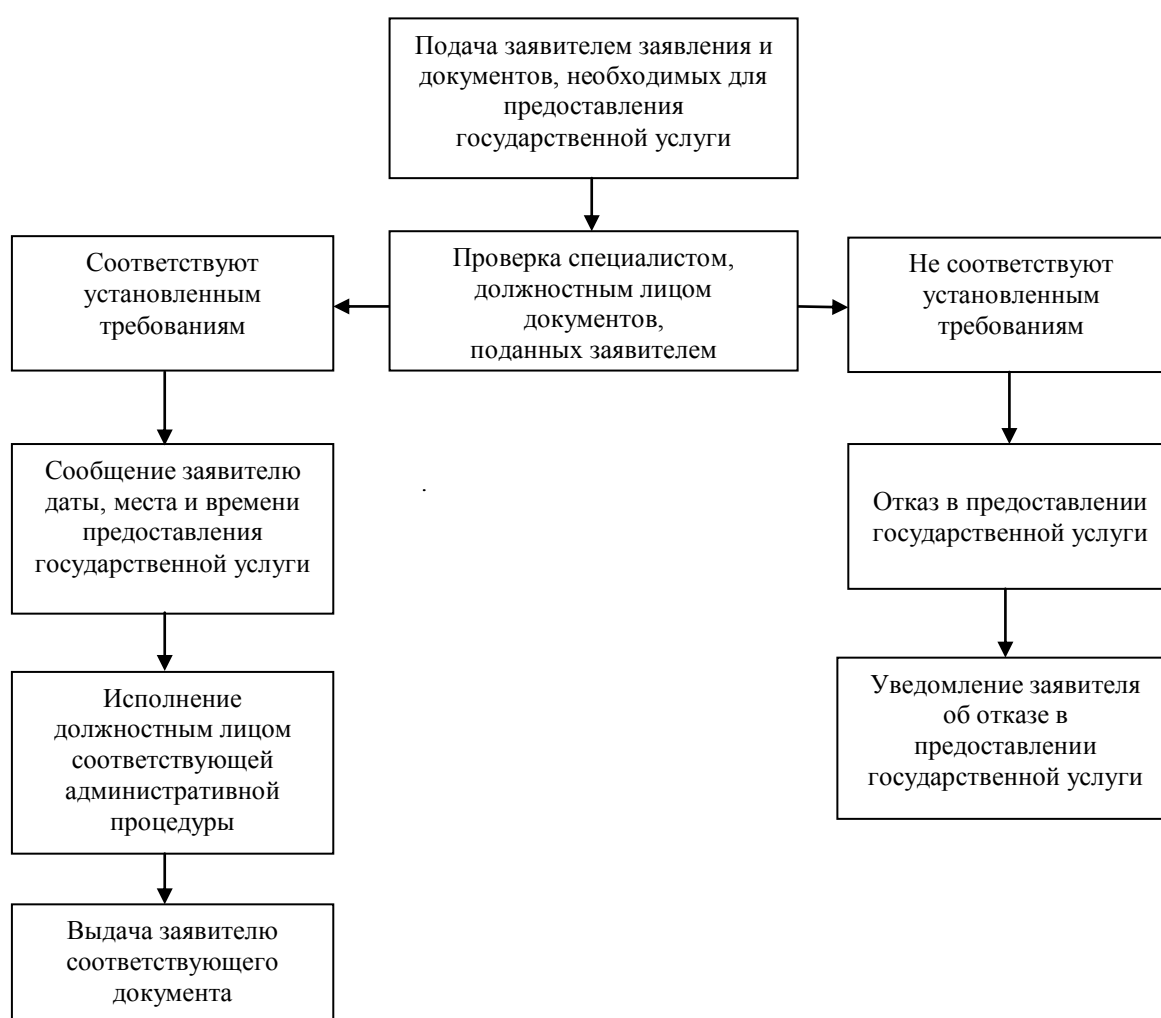 Подача заявителем заявления и
документов, необходимых для
предоставления
государственной услуги
Соответствуют
установленным
требованиям
Проверка специалистом,
должностным лицом
документов,
поданных заявителем
Не соответствуют
установленным
требованиям
Сообщение заявителю
даты, места и времени
предоставления
государственной услуги
.
Отказ в предоставлении
государственной услуги
Исполнение
должностным лицом
соответствующей
административной
процедуры
Уведомление заявителя
об отказе в
предоставлении
государственной услуги
Выдача заявителю
соответствующего
документа